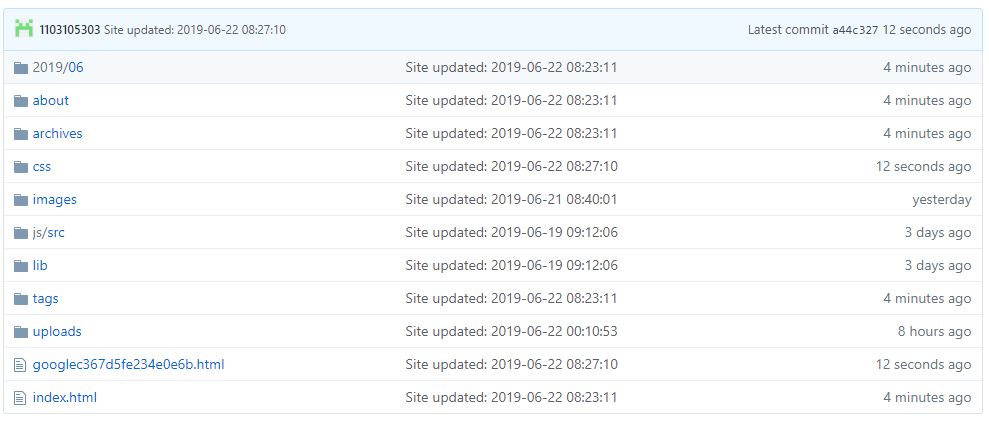 1103105303 Site updated: 2019-06-22 08:27:10 Latest commit a44c327 12 seconds ago
2019/06 Site updated: 2019-06-22 08:23:11 4 minutes ago
about Site updated: 2019-06-22 08:23:11 4 minutes ago
archives Site updated: 2019-06-22 08:23:11 4 minutes ago
css Site updated: 2019-06-22 08:27:10 12 seconds ago
images Site updated: 2019-06-21 08:40:01 yesterday
js/src Site updated: 2019-06-19 09:12:06 3 days ago
lib Site updated: 2019-06-19 09:12:06 3 days ago
tags Site updated: 2019-06-22 08:23:11 4 minutes ago
uploads Site updated: 2019-06-22 00:10:53 8 hours ago
googlec367d5fe234e0e6b.html Site updated: 2019-06-22 08:27:10 12 seconds ago
index.html Site updated: 2019-06-22 08:23:11 4 minutes ago